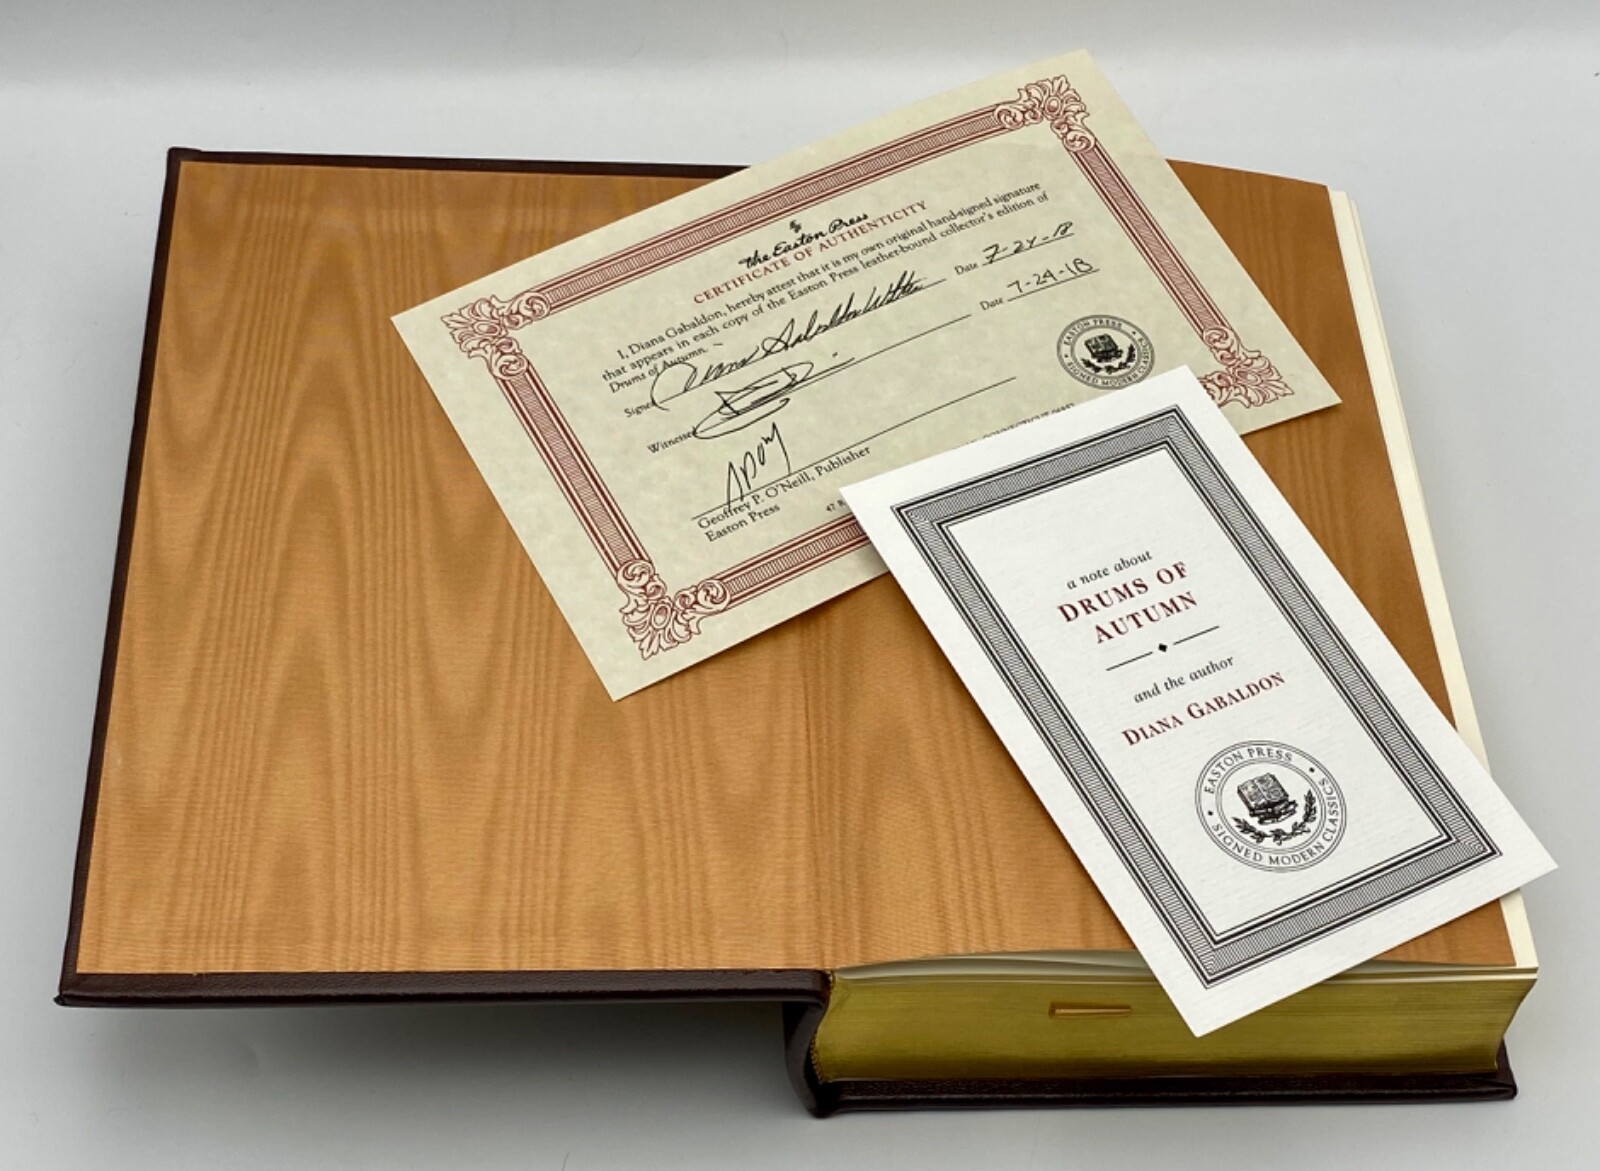 the Easton Press
CERTIFICATE OF AUTHENTICITY
I, Diana Gabaldon, hereby attest that it is my own original hand-signed signature
that appears in each copy of the Easton Press leather-bound collector's edition of
Drums of Autumn. ~
Signed Date 7-24-18
Witnessed Date 7-24-18
EASTON PRESS
SIGNED MODERN CLASSICS
Geoffrey P. O'Neill, Publisher
Easton Press
47
a note about
DRUMS OF
AUTUMN
and the author
DIANA GABALDON
EASTON PRESS
SIGNED MODERN CLASSICS